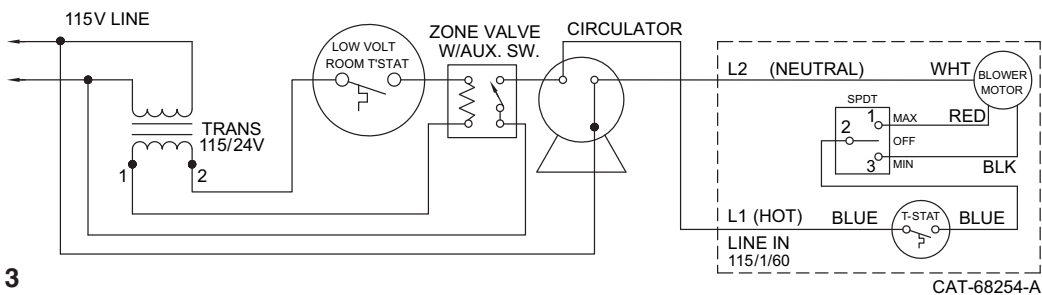 115V LINE
TRANS
115/24V
1
2
LOW VOLT
ROOM T'STAT
ZONE VALVE
W/AUX. SW.
CIRCULATOR
L2 (NEUTRAL)
WHT
BLOWER
MOTOR
SPDT
1
MAX
RED
2
OFF
3
MIN
BLK
L1 (HOT)
BLUE
T-STAT
BLUE
LINE IN
115/1/60
3
CAT-68254-A